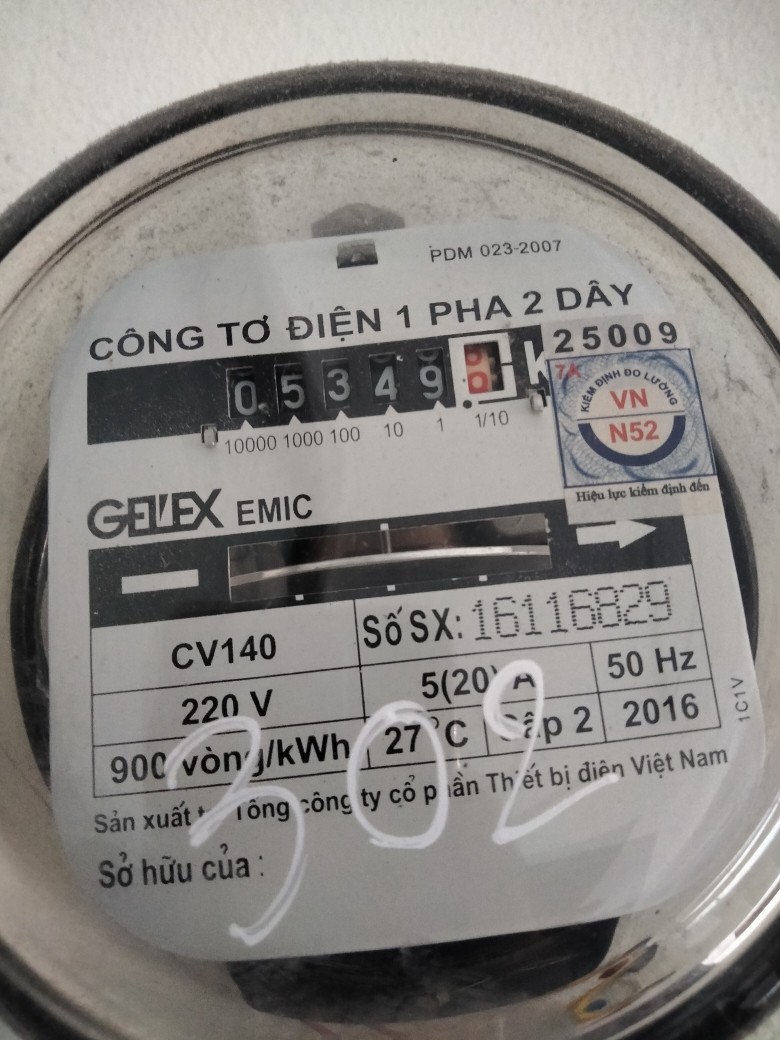 PDM 023-2007
CÔNG TƠ ĐIỆN 1 PHA 2 DÂY
25009
0 5 3 4 9
10000 1000 100 10 1 1/10
7A
KIỂM ĐỊNH ĐO LƯỜNG
VN
N52
Hiệu lực kiểm định đến
GELEX EMIC
CV140
Số SX: 16116829
220 V
5(20) A
50 Hz
900 vòng/kWh
27°C
Cấp 2
2016
1C1V
Sản xuất tại Tổng công ty cổ phần Thiết bị điện Việt Nam
Sở hữu của :
302